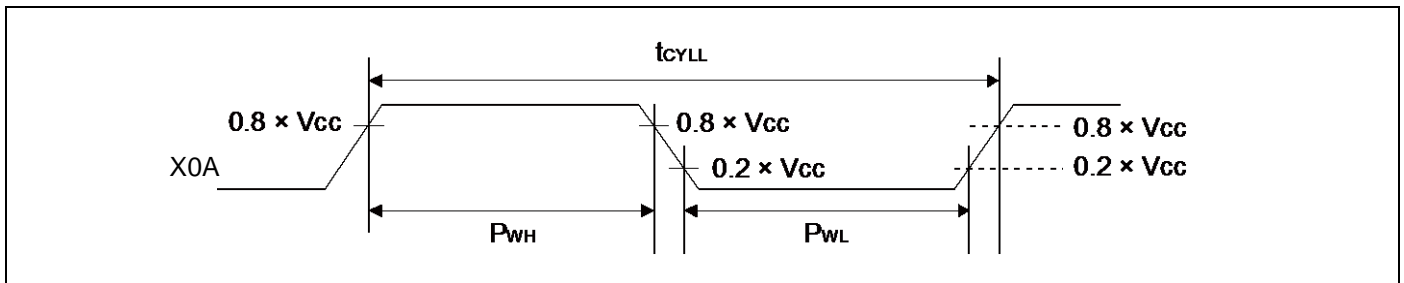 tCYLL
0.8 × Vcc
0.8 × Vcc
0.8 × Vcc
X0A
0.2 × Vcc
0.2 × Vcc
PWH
PWL